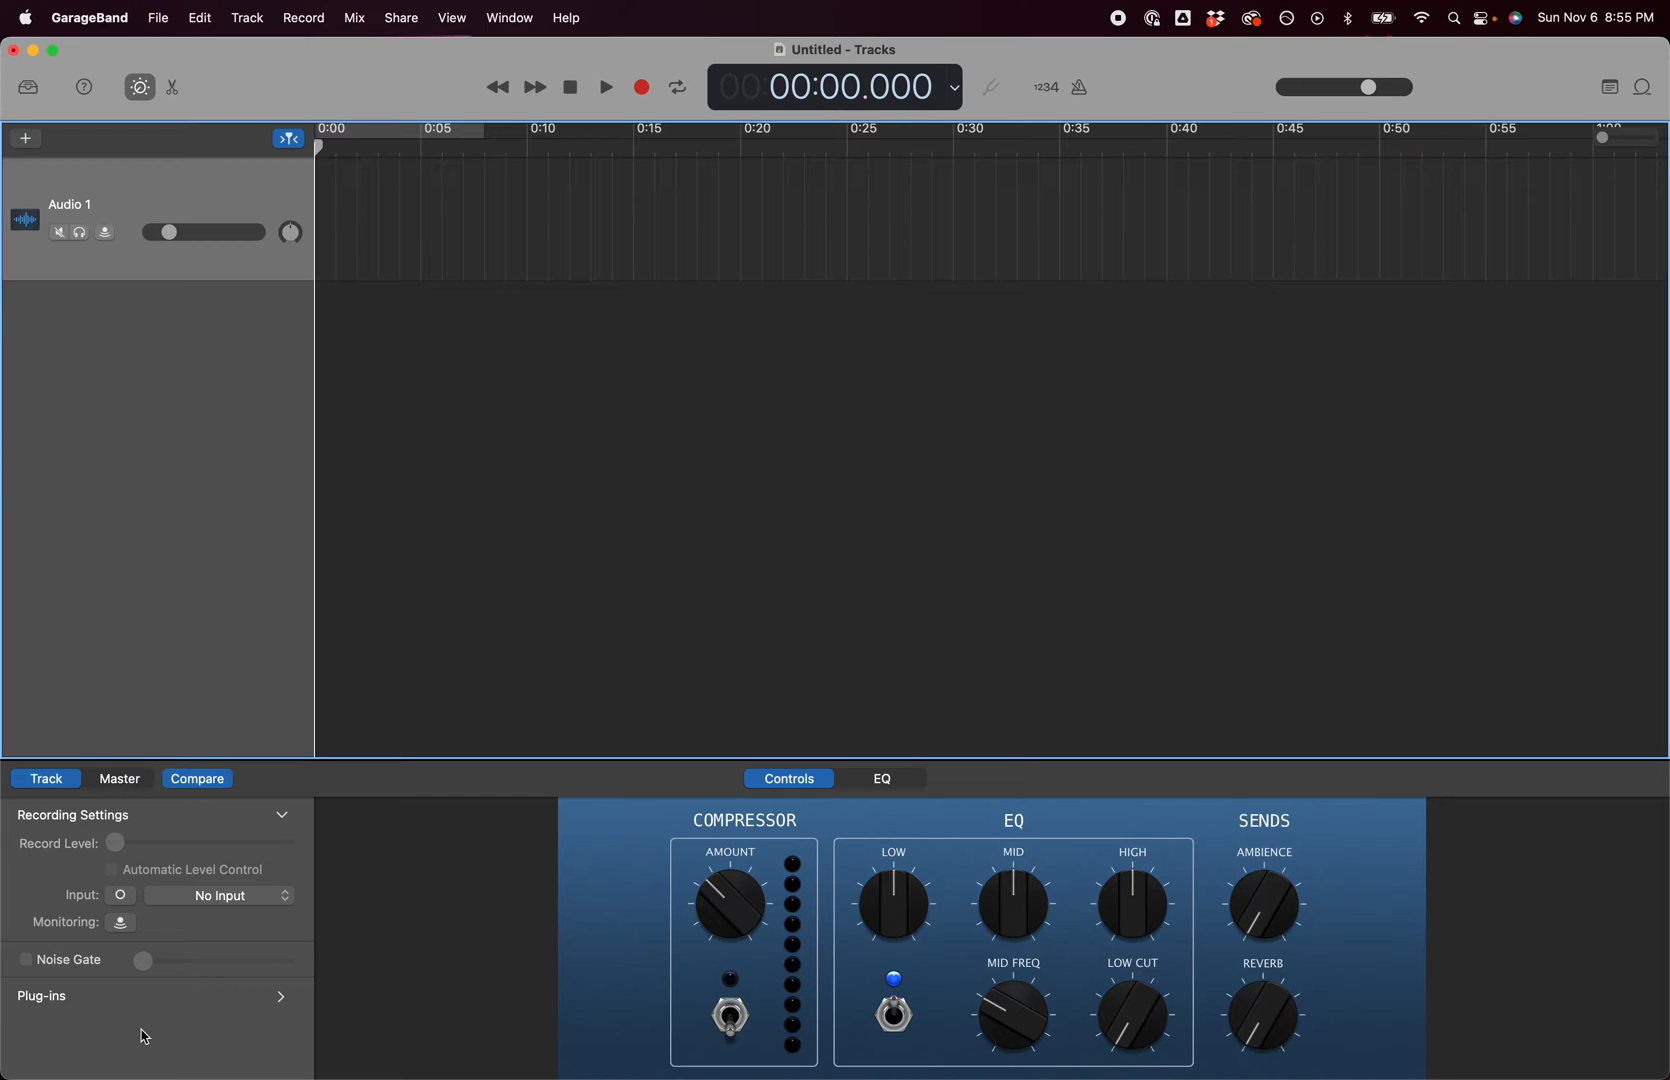 GarageBand File Edit Track Record Mix Share View Window Help Sun Nov 6 8:55 PM
Untitled - Tracks
00:00:00.000 1234
0:00 0:05 0:10 0:15 0:20 0:25 0:30 0:35 0:40 0:45 0:50 0:55 1:00
Audio 1
Track Master Compare Controls EQ
Recording Settings
Record Level:
Automatic Level Control
Input: No Input
Monitoring:
Noise Gate
Plug-ins
COMPRESSOR EQ SENDS
AMOUNT LOW MID HIGH AMBIENCE
MID FREQ LOW CUT REVERB